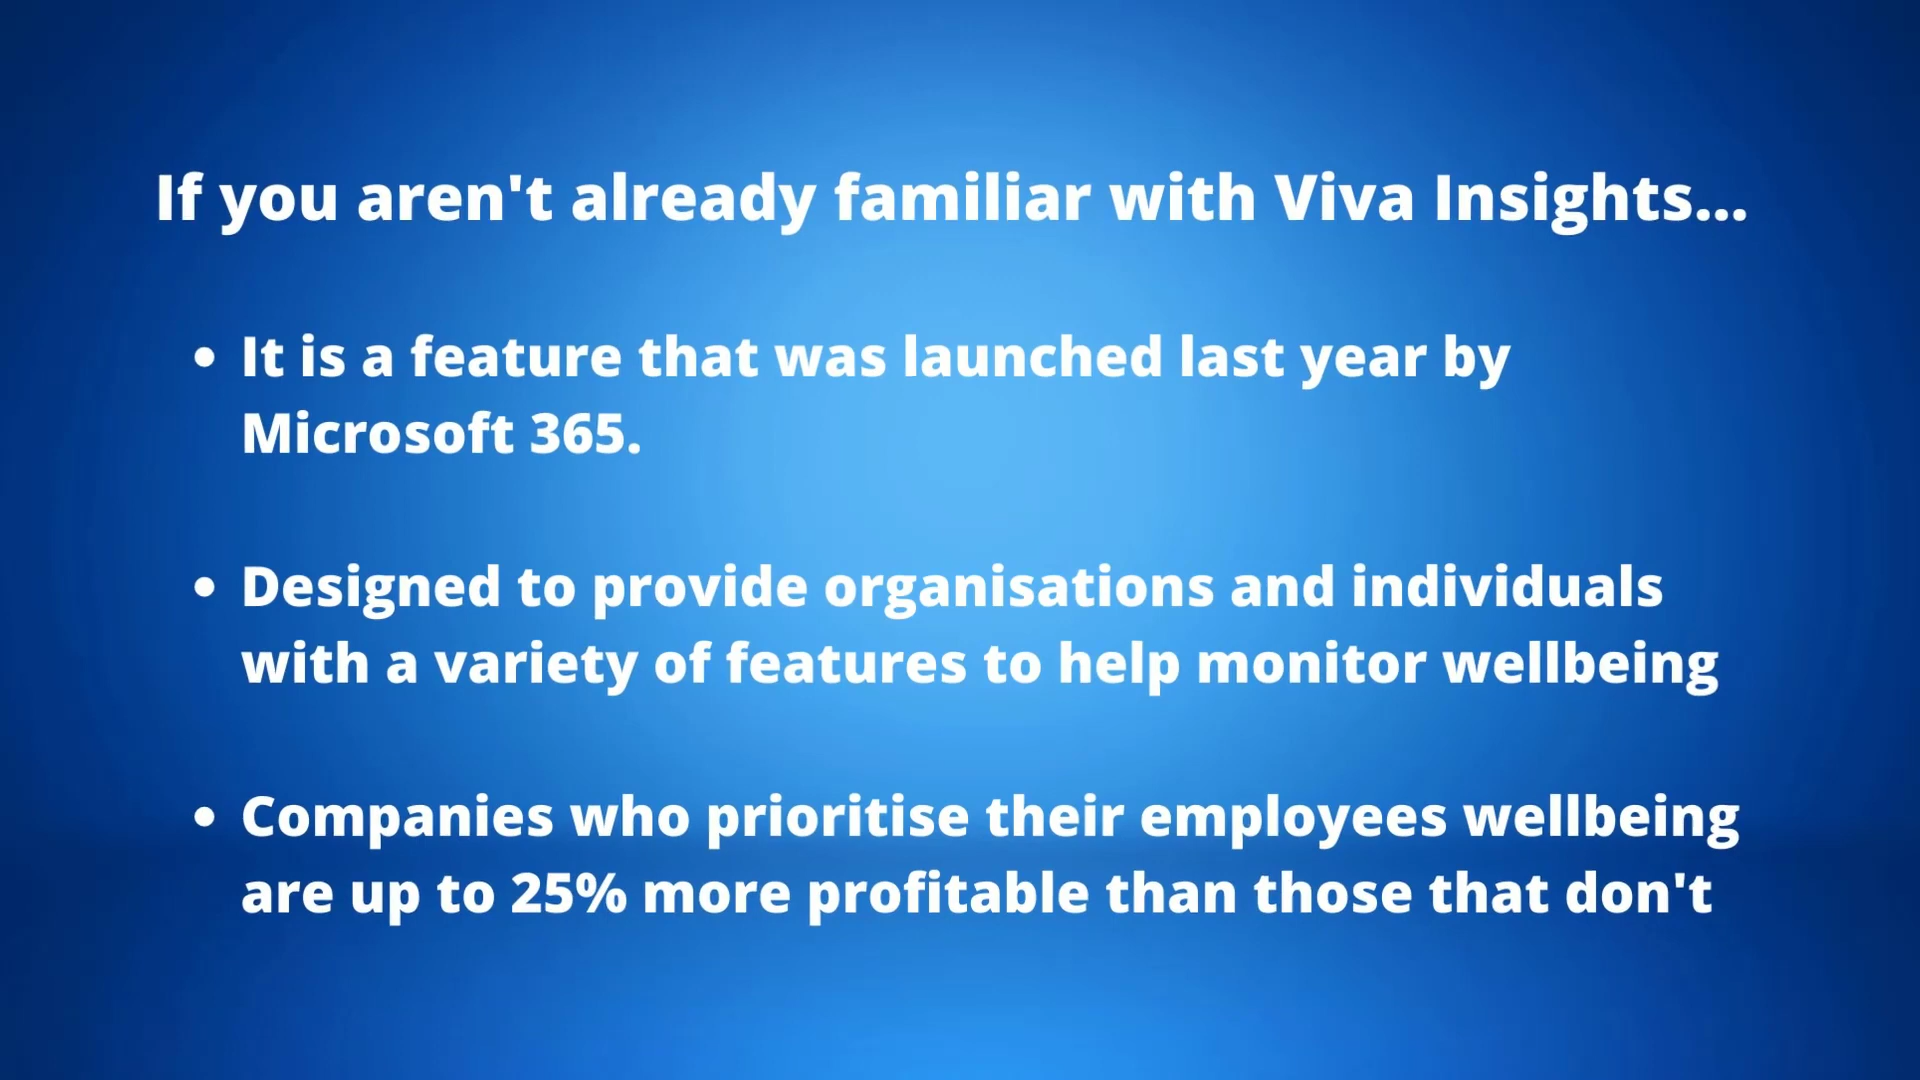 If you aren't already familiar with Viva Insights...
• It is a feature that was launched last year by
Microsoft 365.
• Designed to provide organisations and individuals
with a variety of features to help monitor wellbeing
• Companies who prioritise their employees wellbeing
are up to 25% more profitable than those that don't